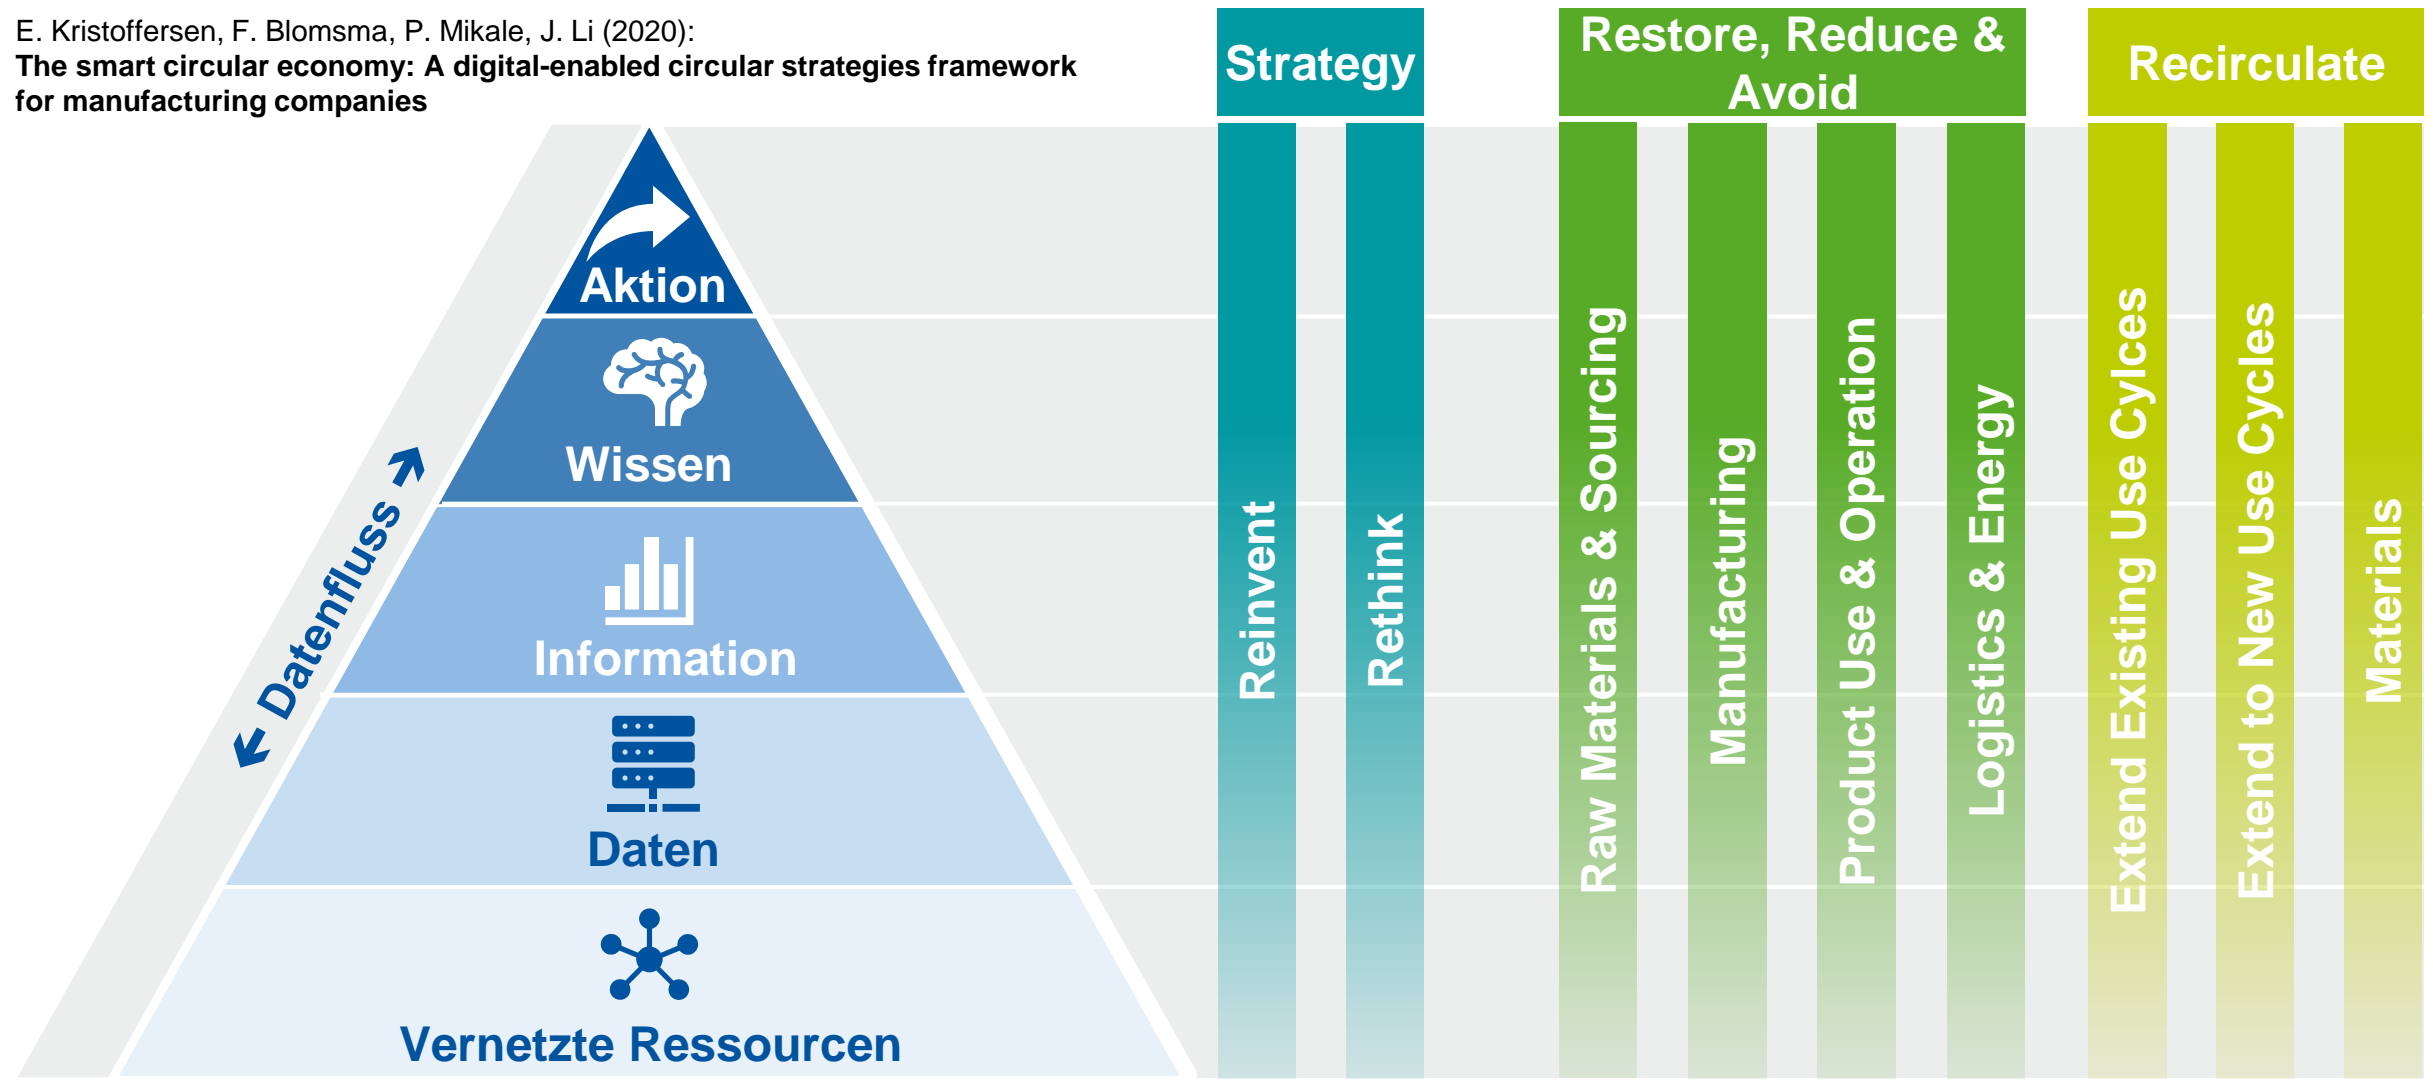 E. Kristoffersen, F. Blomsma, P. Mikale, J. Li (2020):
The smart circular economy: A digital-enabled circular strategies framework
for manufacturing companies
Strategy
Restore, Reduce &
Avoid
Recirculate
Aktion
Wissen
Information
Daten
Vernetzte Ressourcen
Datenfluss
Reinvent
Rethink
Raw Materials & Sourcing
Manufacturing
Product Use & Operation
Logistics & Energy
Extend Existing Use Cylces
Extend to New Use Cycles
Materials